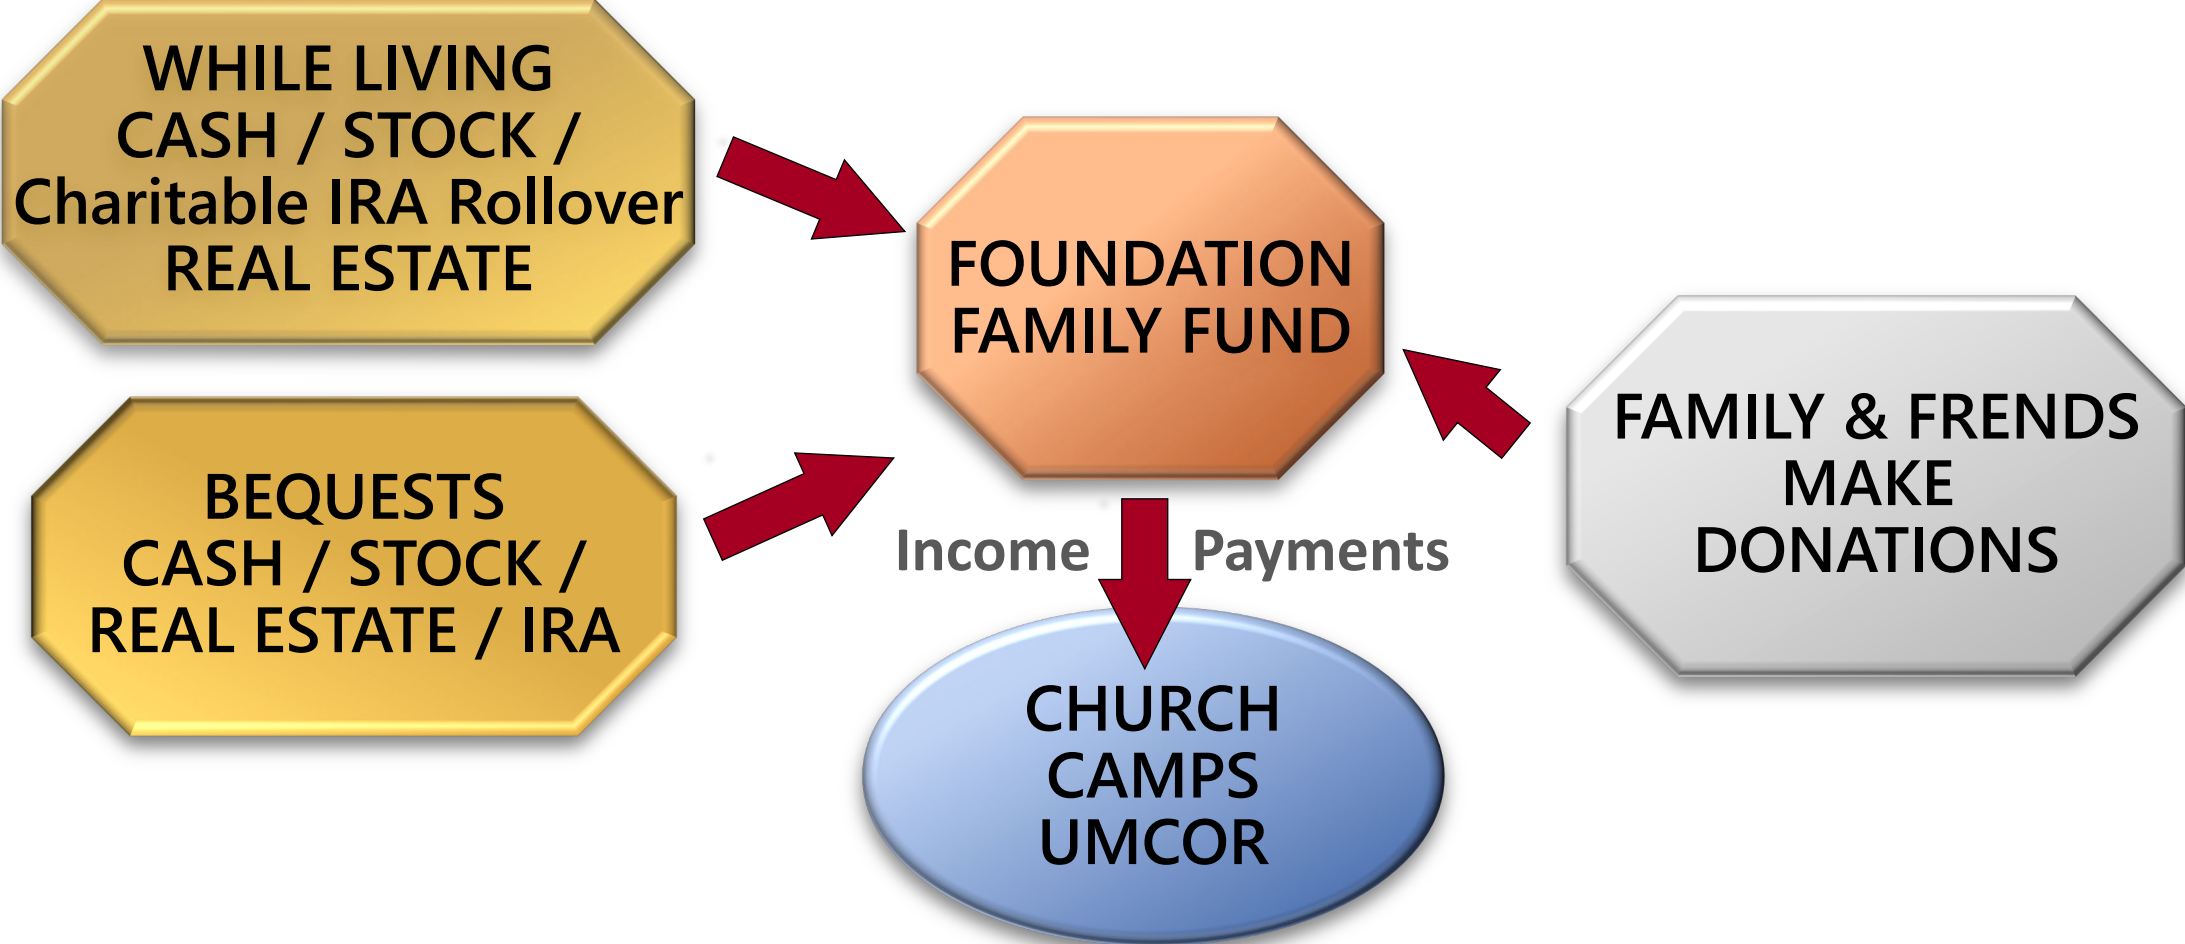 WHILE LIVING
CASH / STOCK /
Charitable IRA Rollover
REAL ESTATE
BEQUESTS
CASH / STOCK /
REAL ESTATE / IRA
FOUNDATION
FAMILY FUND
FAMILY & FRENDS
MAKE
DONATIONS
Income Payments
CHURCH
CAMPS
UMCOR